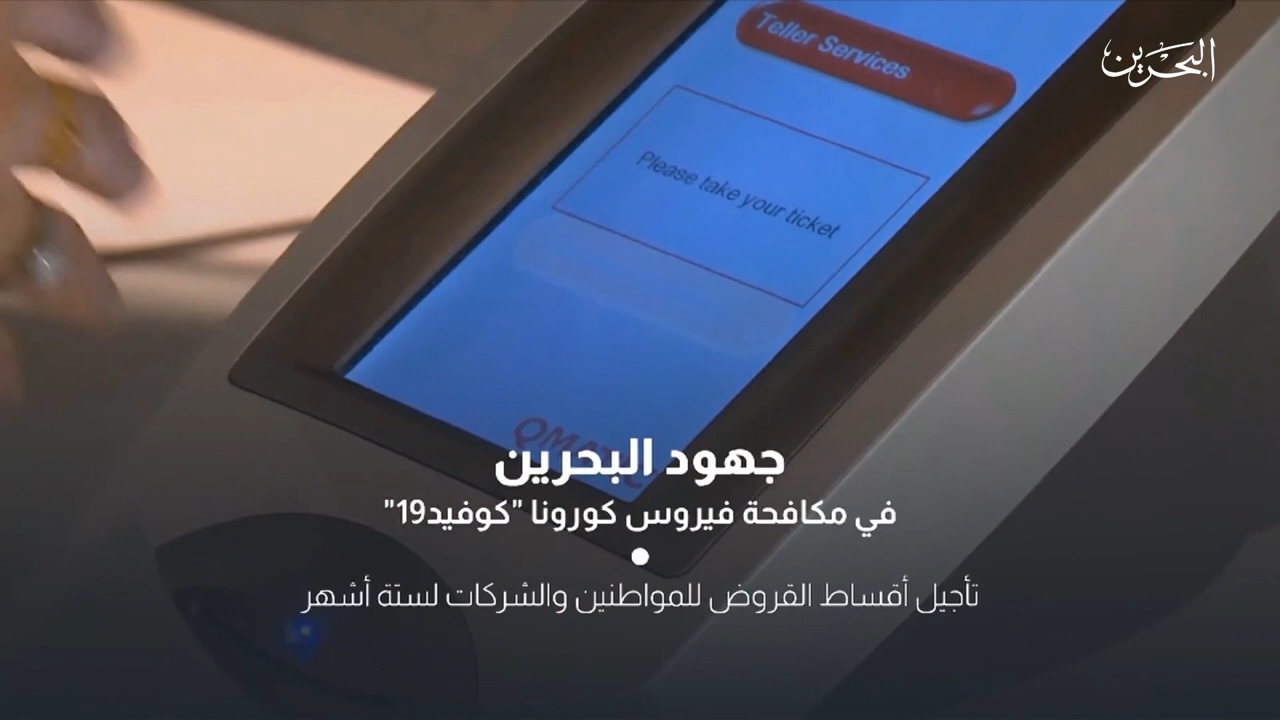 البحرين
Teller Services
Please take your ticket
جهود البحرين
في مكافحة فيروس كورونا "كوفيد19"
تأجيل أقساط القروض للمواطنين والشركات لستة أشهر